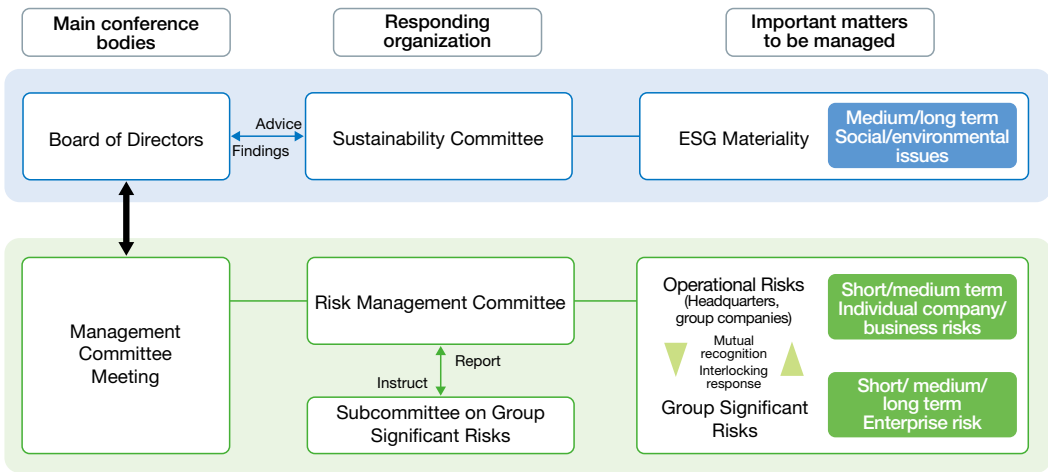 Main conference
bodies
Responding
organization
Important matters
to be managed
Board of Directors
Advice
Findings
Sustainability Committee
ESG Materiality
Medium/long term
Social/environmental
issues
Management
Committee
Meeting
Risk Management Committee
Report
Instruct
Subcommittee on Group
Significant Risks
Operational Risks
(Headquarters,
group companies)
Mutual
recognition
Interlocking
response
Group Significant
Risks
Short/medium term
Individual company/
business risks
Short/ medium/
long term
Enterprise risk